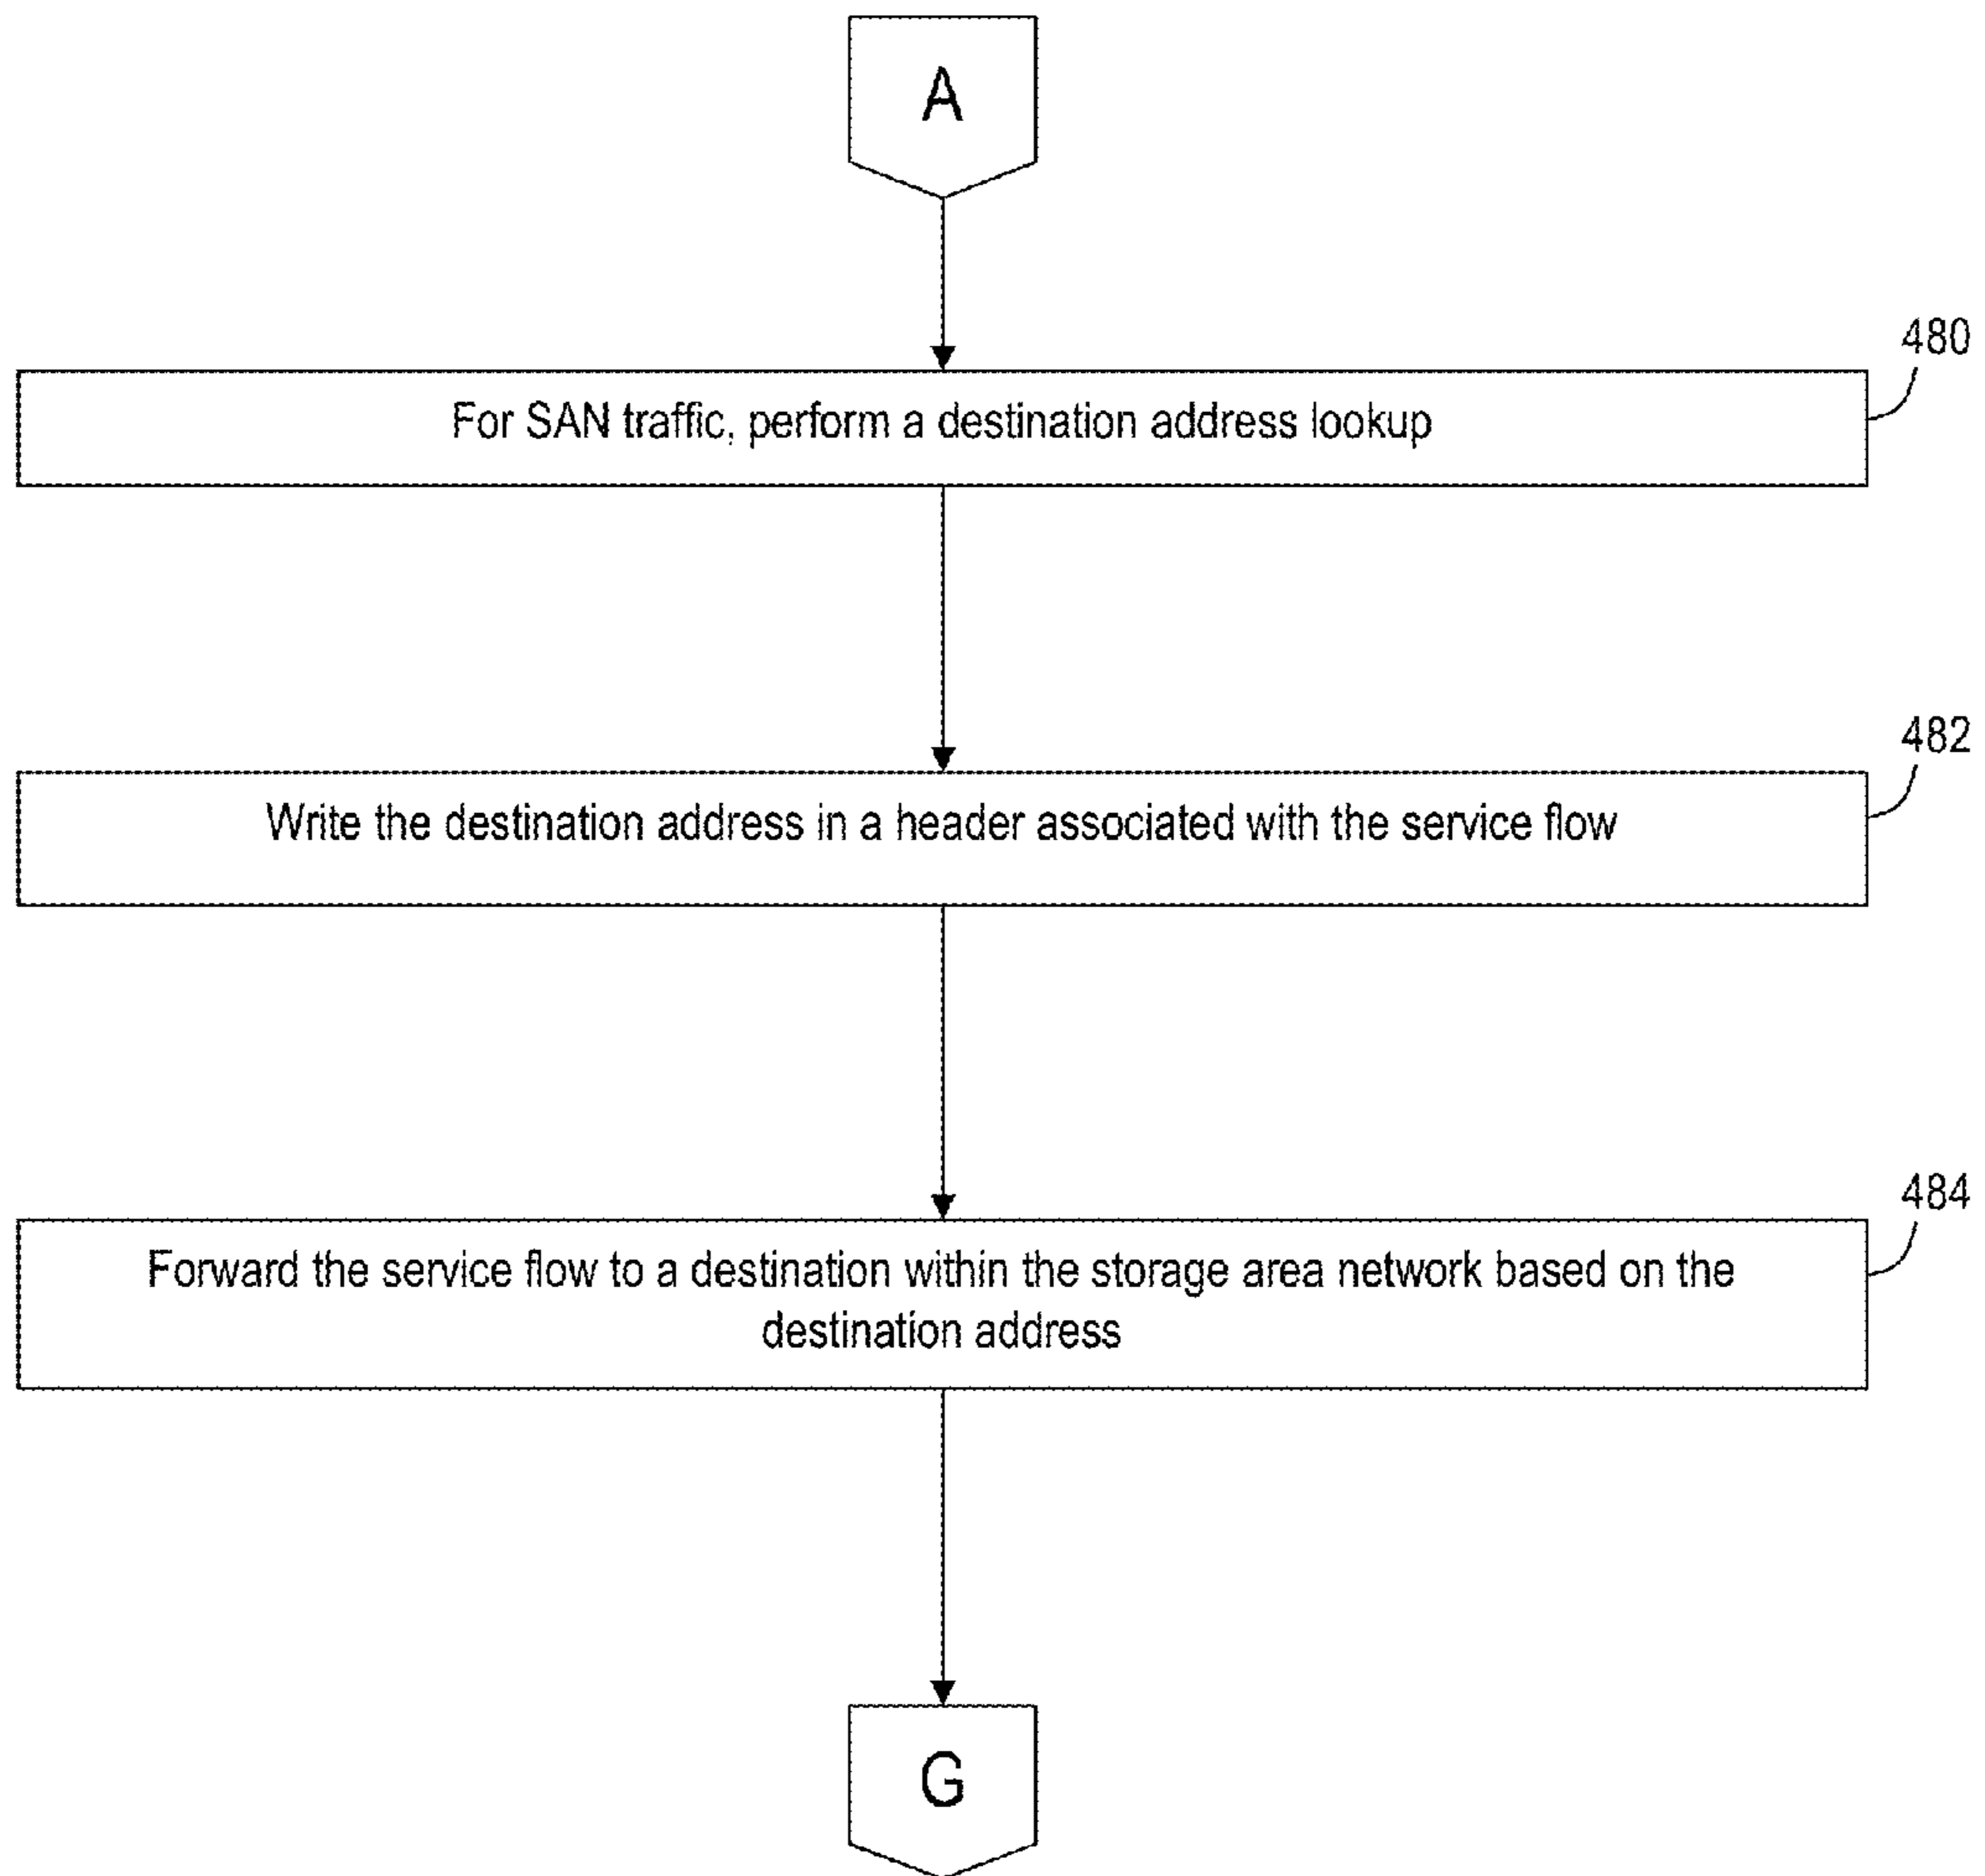 A
480
For SAN traffic, perform a destination address lookup
482
Write the destination address in a header associated with the service flow
484
Forward the service flow to a destination within the storage area network based on the
destination address
G